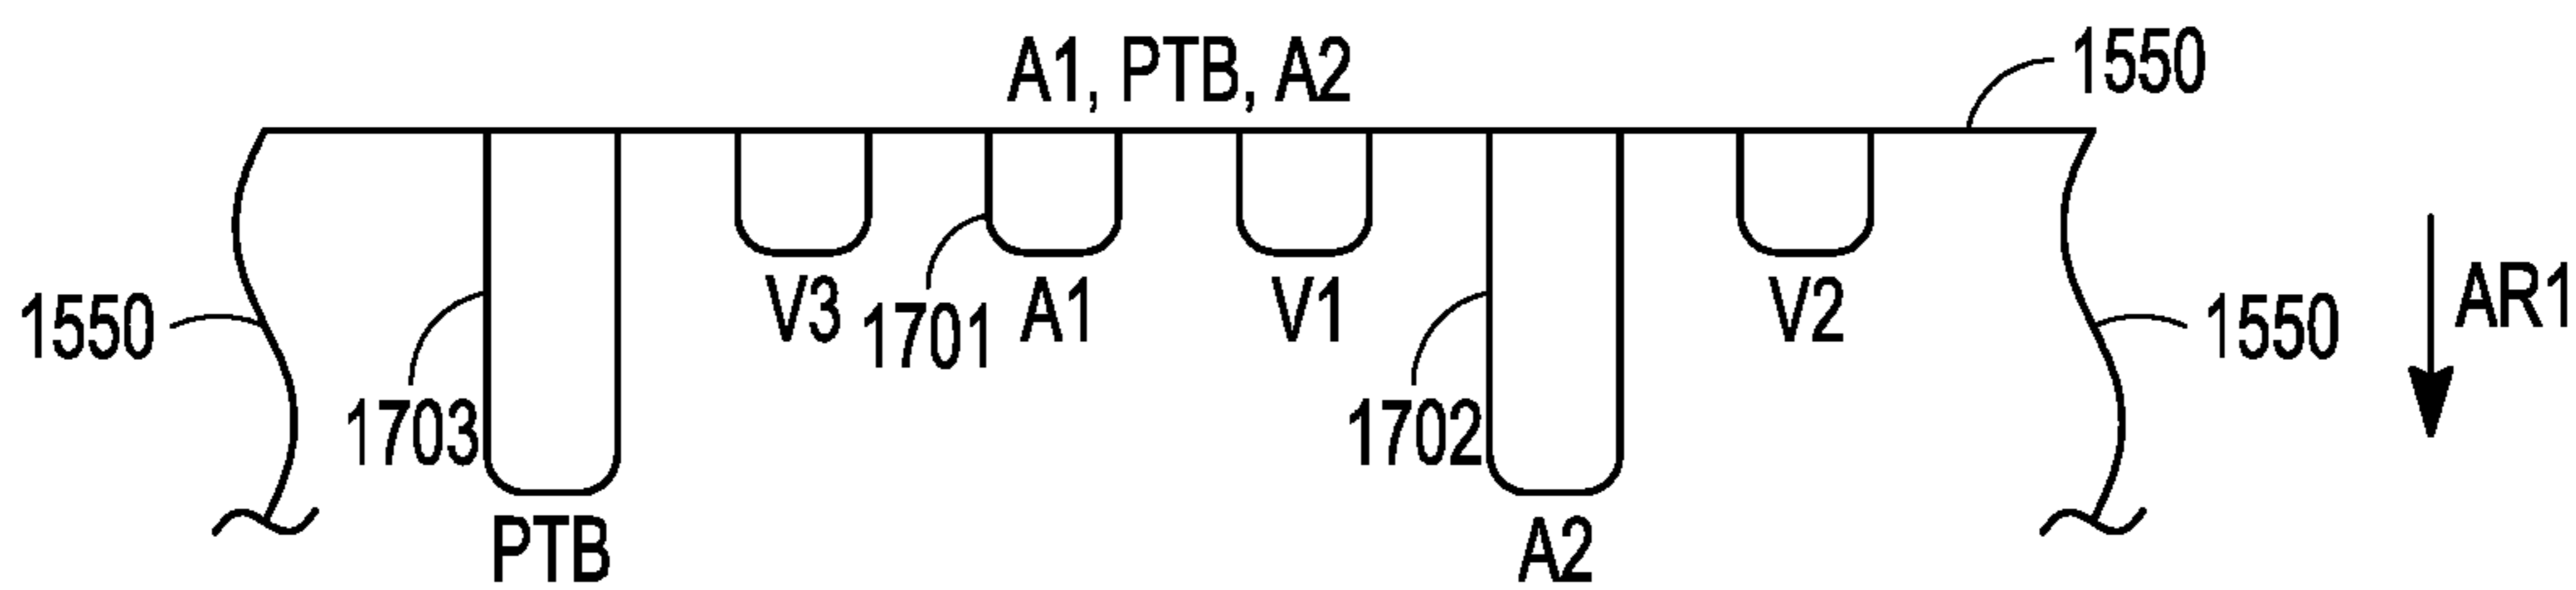 A1, PTB, A2
1550
1550
1703
PTB
V3
1701
A1
V1
1702
A2
V2
1550
AR1